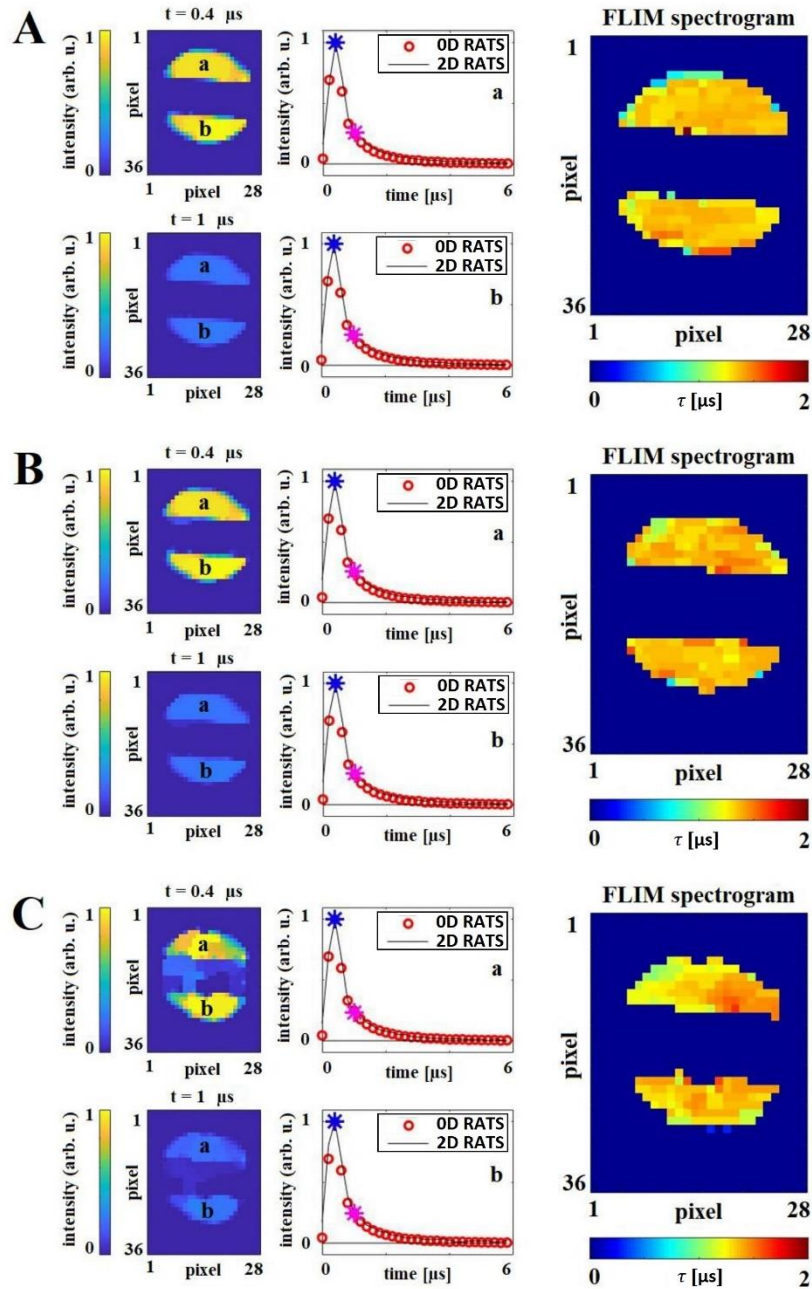 A
t = 0.4 μs
1
intensity (arb. u.)
0
1
pixel
36
a
b
1 28
pixel
t = 1 μs
1
intensity (arb. u.)
0
1
pixel
36
a
b
1 28
pixel
intensity (arb. u.)
1
0
0D RATS
2D RATS
a
0 6
time [μs]
intensity (arb. u.)
1
0
0D RATS
2D RATS
b
0 6
time [μs]
FLIM spectrogram
1
pixel
36
1 28
pixel
0 2
τ [μs]
B
t = 0.4 μs
1
intensity (arb. u.)
0
1
pixel
36
a
b
1 28
pixel
t = 1 μs
1
intensity (arb. u.)
0
1
pixel
36
a
b
1 28
pixel
intensity (arb. u.)
1
0
0D RATS
2D RATS
a
0 6
time [μs]
intensity (arb. u.)
1
0
0D RATS
2D RATS
b
0 6
time [μs]
FLIM spectrogram
1
pixel
36
1 28
pixel
0 2
τ [μs]
C
t = 0.4 μs
1
intensity (arb. u.)
0
1
pixel
36
a
b
1 28
pixel
t = 1 μs
1
intensity (arb. u.)
0
1
pixel
36
a
b
1 28
pixel
intensity (arb. u.)
1
0
0D RATS
2D RATS
a
0 6
time [μs]
intensity (arb. u.)
1
0
0D RATS
2D RATS
b
0 6
time [μs]
FLIM spectrogram
1
pixel
36
1 28
pixel
0 2
τ [μs]